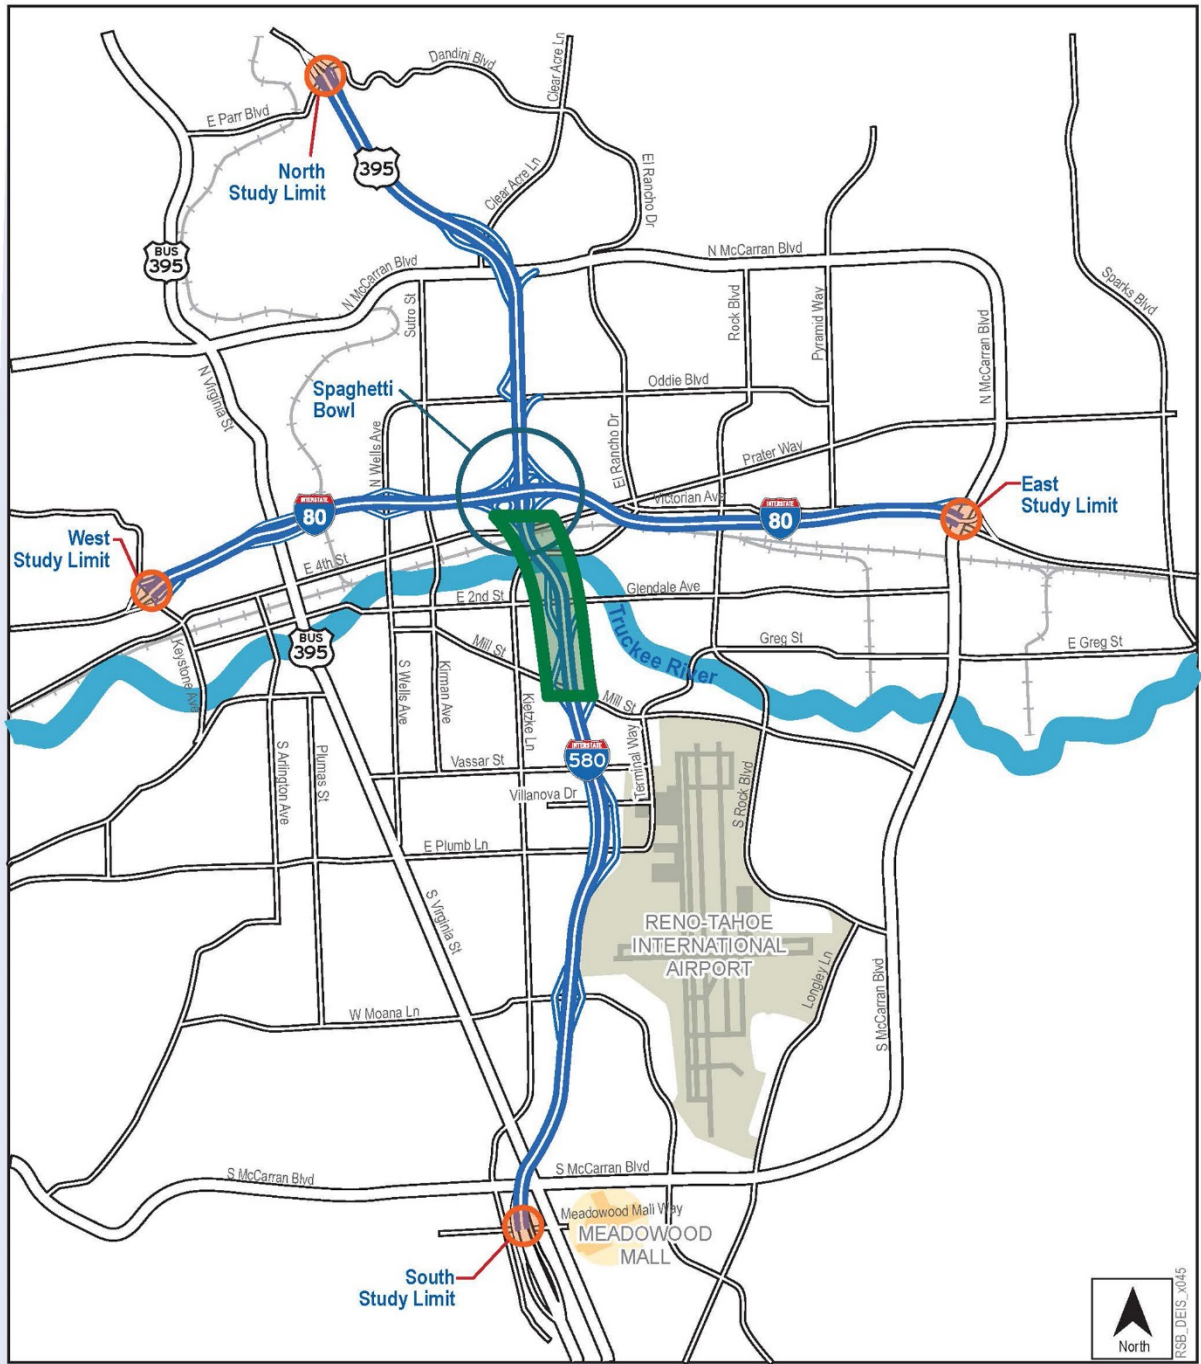 Dandini Blvd
Clear Acre Ln
E Parr Blvd
North
Study Limit
395
Clear Acre Ln
El Rancho Dr
BUS
395
N McCarran Blvd
N McCarran Blvd
Sutro St
Rock Blvd
Pyramid Way
Sparks Blvd
N McCarran Blvd
N Virginia St
Spaghetti
Bowl
Oddie Blvd
N Wells Ave
El Rancho Dr
Prater Way
Victorian Ave
INTERSTATE
80
INTERSTATE
80
East
Study Limit
West
Study Limit
E 4th St
E 2nd St
Glendale Ave
Truckee River
Greg St
E Greg St
Keystone Ave
BUS
395
Mill St
S Wells Ave
Kirman Ave
Kietzke Ln
Mill St
S Arlington Ave
Plumas St
INTERSTATE
580
Terminal Way
Vassar St
Villanova Dr
S Rock Blvd
E Plumb Ln
S Virginia St
RENO-TAHOE
INTERNATIONAL
AIRPORT
Longley Ln
W Moana Ln
S McCarran Blvd
S McCarran Blvd
S McCarran Blvd
Meadowood Mall Way
MEADOWOOD
MALL
South
Study Limit
North
RSB_DEIS_x045